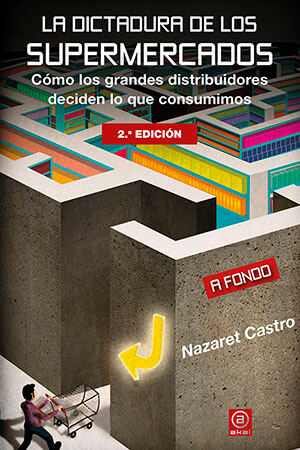 LA DICTADURA DE LOS
SUPERMERCADOS
Cómo los grandes distribuidores
deciden lo que consumimos
2.ª EDICIÓN
A FONDO
Nazaret Castro
a
akal